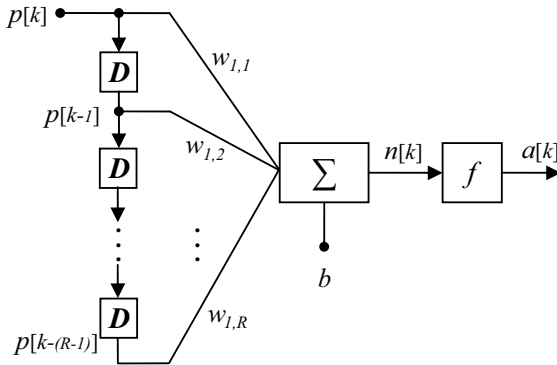 p[k]
D
w1,1
p[k-1]
w1,2
D
∑
n[k]
f
a[k]
b
D
w1,R
p[k-(R-1)]